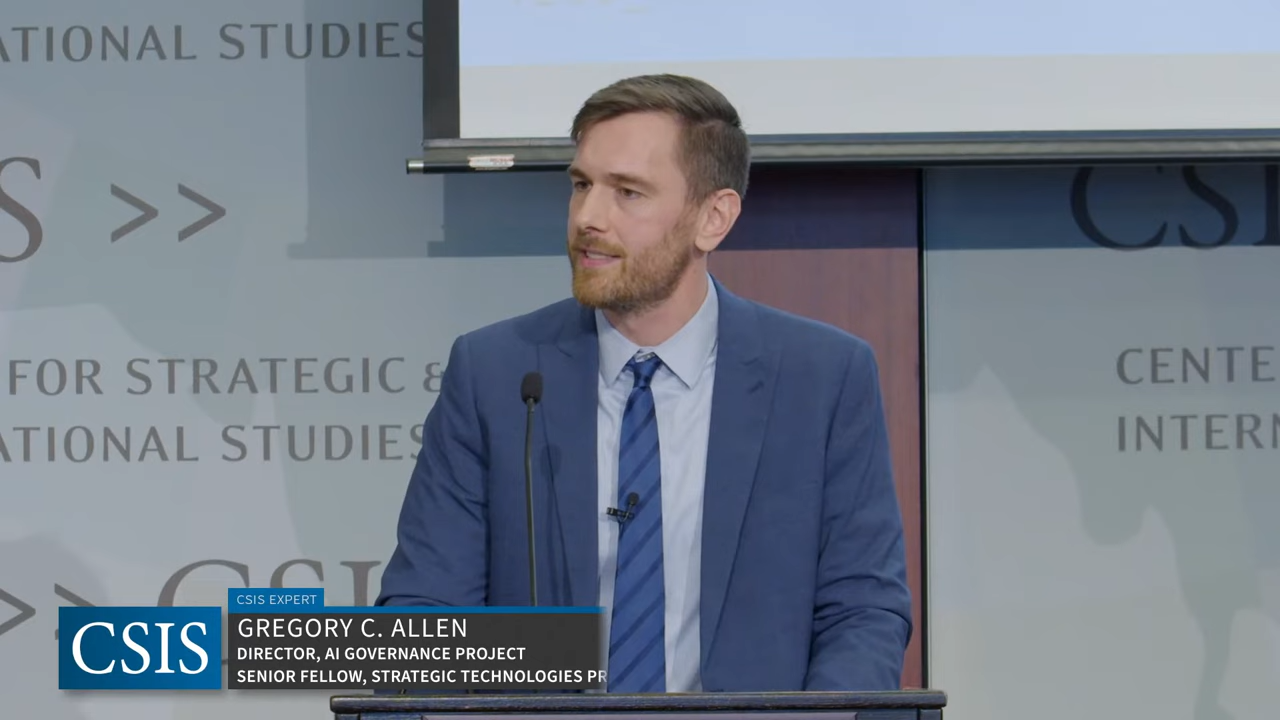 ATIONAL STUDIES
S >>
CSI
FOR STRATEGIC &
ATIONAL STUDIES
CENTE
INTERN
>> CSIS
CSIS EXPERT
CSIS
GREGORY C. ALLEN
DIRECTOR, AI GOVERNANCE PROJECT
SENIOR FELLOW, STRATEGIC TECHNOLOGIES PR